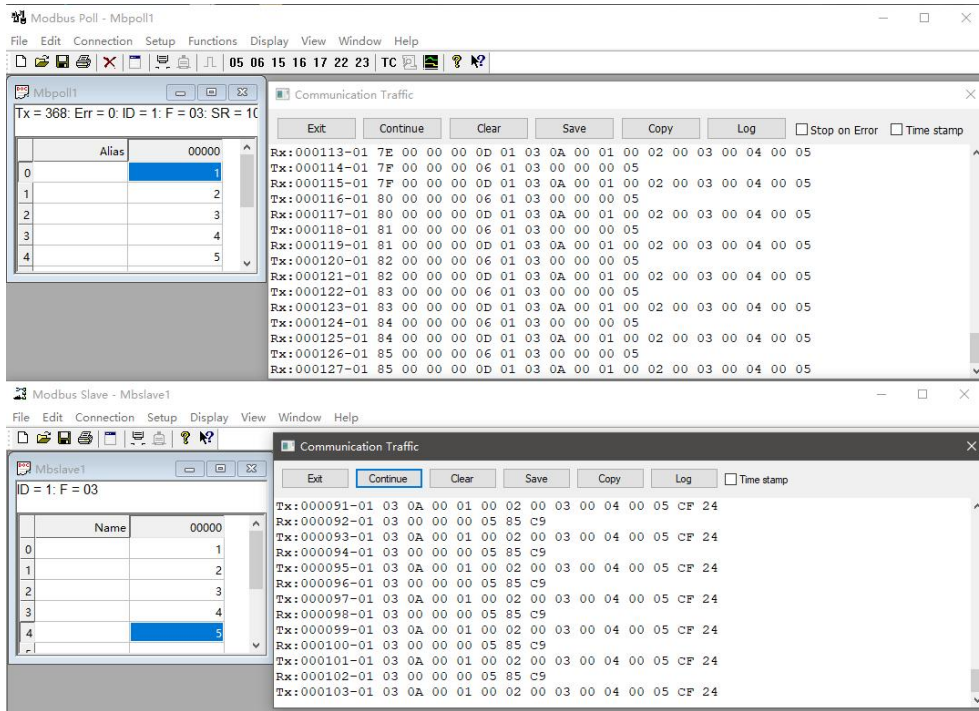 Modbus Poll - Mbpoll1
File Edit Connection Setup Functions Display View Window Help
05 06 15 16 17 22 23 TC
Mbpoll1
Tx = 368: Err = 0: ID = 1: F = 03: SR = 10
Alias 00000
0 1
1 2
2 3
3 4
4 5
Communication Traffic
Exit Continue Clear Save Copy Log Stop on Error Time stamp
Rx:000113-01 7E 00 00 00 0D 01 03 0A 00 01 00 02 00 03 00 04 00 05
Tx:000114-01 7F 00 00 00 06 01 03 00 00 00 05
Rx:000115-01 7F 00 00 00 0D 01 03 0A 00 01 00 02 00 03 00 04 00 05
Tx:000116-01 80 00 00 00 06 01 03 00 00 00 05
Rx:000117-01 80 00 00 00 0D 01 03 0A 00 01 00 02 00 03 00 04 00 05
Tx:000118-01 81 00 00 00 06 01 03 00 00 00 05
Rx:000119-01 81 00 00 00 0D 01 03 0A 00 01 00 02 00 03 00 04 00 05
Tx:000120-01 82 00 00 00 06 01 03 00 00 00 05
Rx:000121-01 82 00 00 00 0D 01 03 0A 00 01 00 02 00 03 00 04 00 05
Tx:000122-01 83 00 00 00 06 01 03 00 00 00 05
Rx:000123-01 83 00 00 00 0D 01 03 0A 00 01 00 02 00 03 00 04 00 05
Tx:000124-01 84 00 00 00 06 01 03 00 00 00 05
Rx:000125-01 84 00 00 00 0D 01 03 0A 00 01 00 02 00 03 00 04 00 05
Tx:000126-01 85 00 00 00 06 01 03 00 00 00 05
Rx:000127-01 85 00 00 00 0D 01 03 0A 00 01 00 02 00 03 00 04 00 05
Modbus Slave - Mbslave1
File Edit Connection Setup Display View Window Help
Mbslave1
ID = 1: F = 03
Name 00000
0 1
1 2
2 3
3 4
4 5
Communication Traffic
Exit Continue Clear Save Copy Log Time stamp
Tx:000091-01 03 0A 00 01 00 02 00 03 00 04 00 05 CF 24
Rx:000092-01 03 00 00 00 05 85 C9
Tx:000093-01 03 0A 00 01 00 02 00 03 00 04 00 05 CF 24
Rx:000094-01 03 00 00 00 05 85 C9
Tx:000095-01 03 0A 00 01 00 02 00 03 00 04 00 05 CF 24
Rx:000096-01 03 00 00 00 05 85 C9
Tx:000097-01 03 0A 00 01 00 02 00 03 00 04 00 05 CF 24
Rx:000098-01 03 00 00 00 05 85 C9
Tx:000099-01 03 0A 00 01 00 02 00 03 00 04 00 05 CF 24
Rx:000100-01 03 00 00 00 05 85 C9
Tx:000101-01 03 0A 00 01 00 02 00 03 00 04 00 05 CF 24
Rx:000102-01 03 00 00 00 05 85 C9
Tx:000103-01 03 0A 00 01 00 02 00 03 00 04 00 05 CF 24